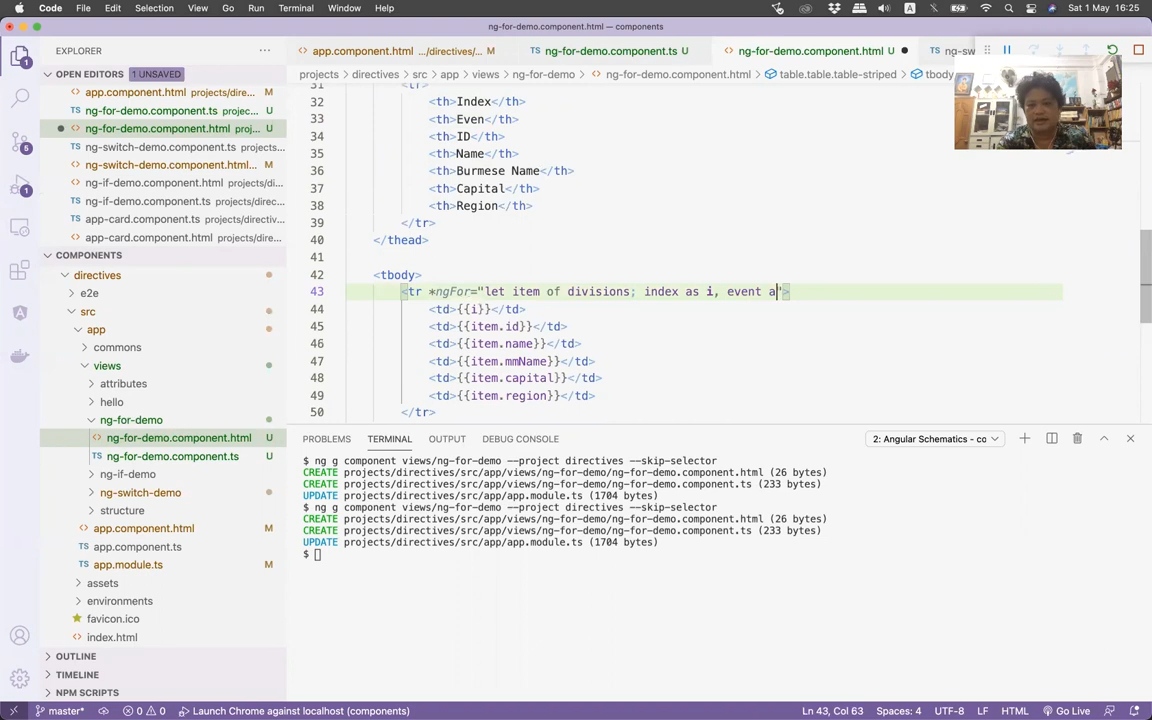 Code File Edit Selection View Go Run Terminal Window Help A Sat 1 May 16:25
ng-for-demo.component.html — components
EXPLORER ···
OPEN EDITORS 1 UNSAVED
app.component.html projects/dire... M
TS ng-for-demo.component.ts projec... U
ng-for-demo.component.html proj... U
TS ng-switch-demo.component.ts projects...
ng-switch-demo.component.html... M
ng-if-demo.component.html projects/di...
TS ng-if-demo.component.ts projects/direc...
TS app-card.component.ts projects/directiv...
app-card.component.html projects/dire...
COMPONENTS
directives
e2e
src
app
commons
views
attributes
hello
ng-for-demo
ng-for-demo.component.html U
TS ng-for-demo.component.ts U
ng-if-demo
ng-switch-demo
structure
app.component.html M
TS app.component.ts
TS app.module.ts M
assets
environments
favicon.ico
index.html
OUTLINE
TIMELINE
NPM SCRIPTS
1
5
1
app.component.html .../directives/... M TS ng-for-demo.component.ts U ng-for-demo.component.html U TS ng-sw
projects > directives > src > app > views > ng-for-demo > ng-for-demo.component.html > table.table.table-striped > tbody
31 <tr>
32 <th>Index</th>
33 <th>Even</th>
34 <th>ID</th>
35 <th>Name</th>
36 <th>Burmese Name</th>
37 <th>Capital</th>
38 <th>Region</th>
39 </tr>
40 </thead>
41
42 <tbody>
43 <tr *ngFor="let item of divisions; index as i, event a">
44 <td>{{i}}</td>
45 <td>{{item.id}}</td>
46 <td>{{item.name}}</td>
47 <td>{{item.mmName}}</td>
48 <td>{{item.capital}}</td>
49 <td>{{item.region}}</td>
50 </tr>
PROBLEMS TERMINAL OUTPUT DEBUG CONSOLE 2: Angular Schematics - co
$ ng g component views/ng-for-demo --project directives --skip-selector
CREATE projects/directives/src/app/views/ng-for-demo/ng-for-demo.component.html (26 bytes)
CREATE projects/directives/src/app/views/ng-for-demo/ng-for-demo.component.ts (233 bytes)
UPDATE projects/directives/src/app/app.module.ts (1704 bytes)
$ ng g component views/ng-for-demo --project directives --skip-selector
CREATE projects/directives/src/app/views/ng-for-demo/ng-for-demo.component.html (26 bytes)
CREATE projects/directives/src/app/views/ng-for-demo/ng-for-demo.component.ts (233 bytes)
UPDATE projects/directives/src/app/app.module.ts (1704 bytes)
$
master* 0 0 Launch Chrome against localhost (components) Ln 43, Col 63 Spaces: 4 UTF-8 LF HTML Go Live